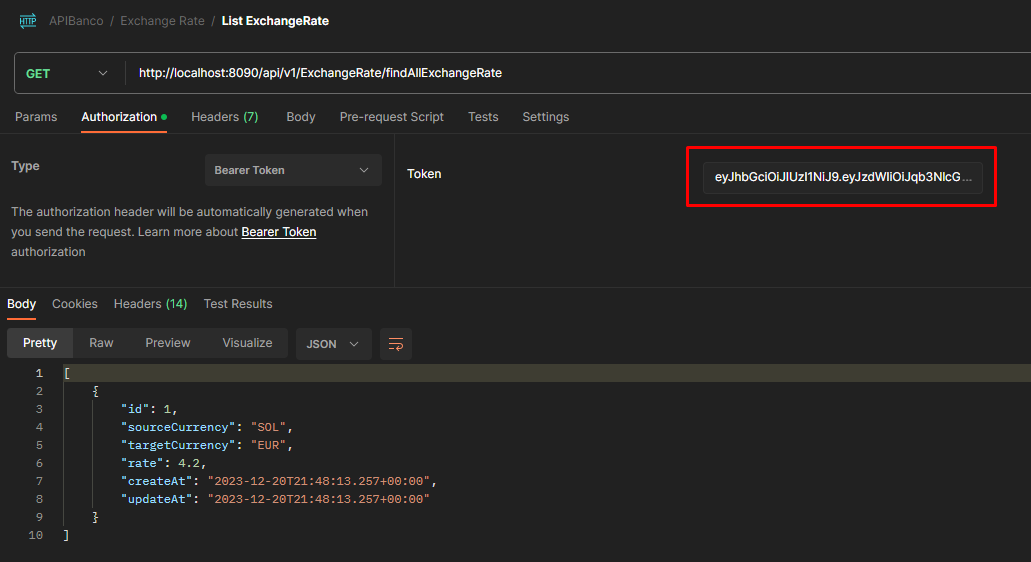 HTTP APIBanco / Exchange Rate / List ExchangeRate
GET http://localhost:8090/api/v1/ExchangeRate/findAllExchangeRate
Params Authorization Headers (7) Body Pre-request Script Tests Settings
Type Bearer Token
Token eyJhbGciOiJIUzI1NiJ9.eyJzdWIiOiJqb3NlcG...
The authorization header will be automatically generated when
you send the request. Learn more about Bearer Token
authorization
Body Cookies Headers (14) Test Results
Pretty Raw Preview Visualize JSON
1 [
2 {
3 "id": 1,
4 "sourceCurrency": "SOL",
5 "targetCurrency": "EUR",
6 "rate": 4.2,
7 "createAt": "2023-12-20T21:48:13.257+00:00",
8 "updateAt": "2023-12-20T21:48:13.257+00:00"
9 }
10 ]